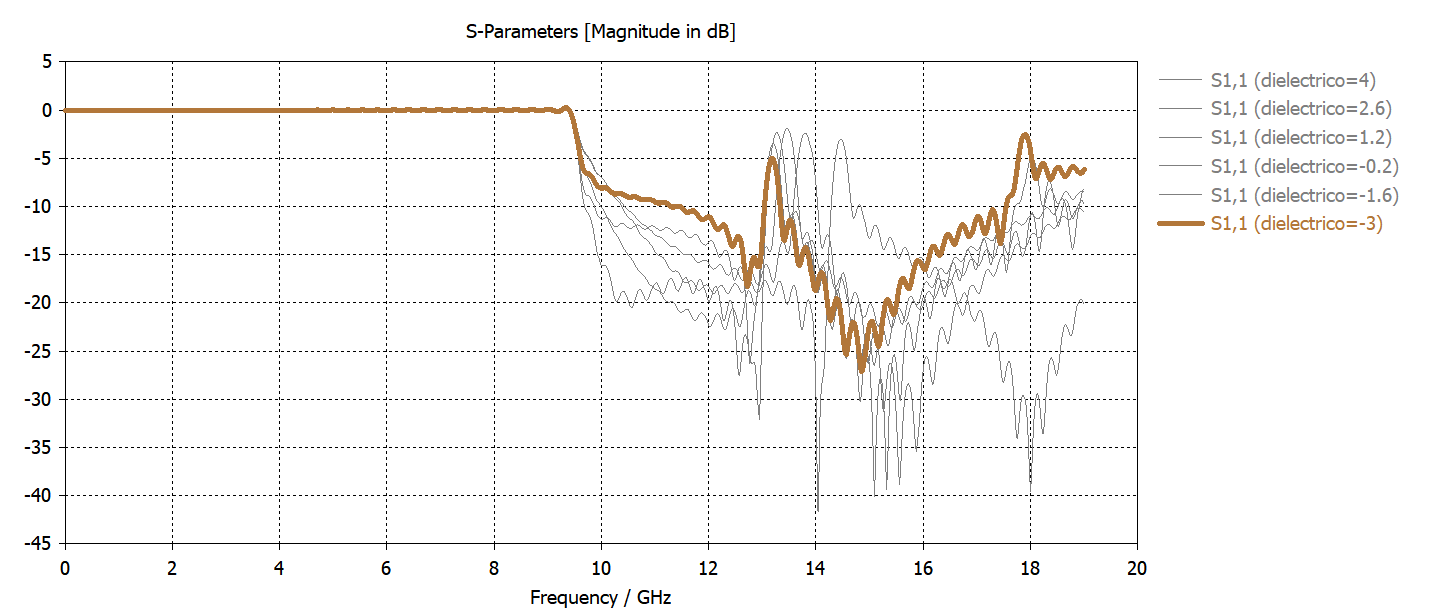 S-Parameters [Magnitude in dB]
5
0
-5
-10
-15
-20
-25
-30
-35
-40
-45
0 2 4 6 8 10 12 14 16 18 20
Frequency / GHz
S1,1 (dielectrico=4)
S1,1 (dielectrico=2.6)
S1,1 (dielectrico=1.2)
S1,1 (dielectrico=-0.2)
S1,1 (dielectrico=-1.6)
S1,1 (dielectrico=-3)